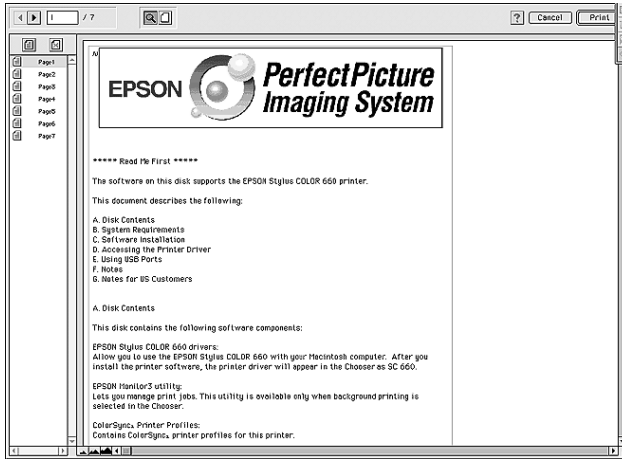 1 / 7
? Cancel Print
Page1
Page2
Page3
Page4
Page5
Page6
Page7
EPSON PerfectPicture
Imaging System
***** Read Me First *****
The software on this disk supports the EPSON Stylus COLOR 660 printer.
This document describes the following:
A. Disk Contents
B. System Requirements
C. Software Installation
D. Accessing the Printer Driver
E. Using USB Ports
F. Notes
G. Notes for US Customers
A. Disk Contents
This disk contains the following software components:
EPSON Stylus COLOR 660 drivers:
Allow you to use the EPSON Stylus COLOR 660 with your Macintosh computer. After you
install the printer software, the printer driver will appear in the Chooser as SC 660.
EPSON Monitor3 utility:
Lets you manage print jobs. This utility is available only when background printing is
selected in the Chooser.
ColorSync Printer Profiles:
Contains ColorSync printer profiles for this printer.